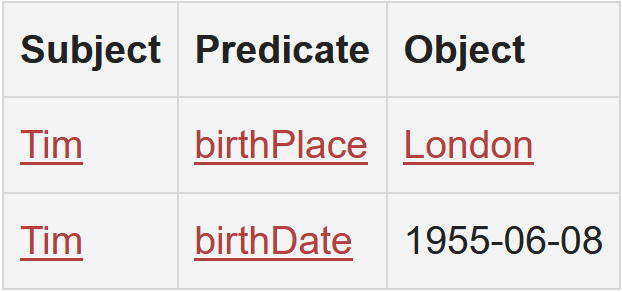 Subject Predicate Object
Tim birthPlace London
Tim birthDate 1955-06-08